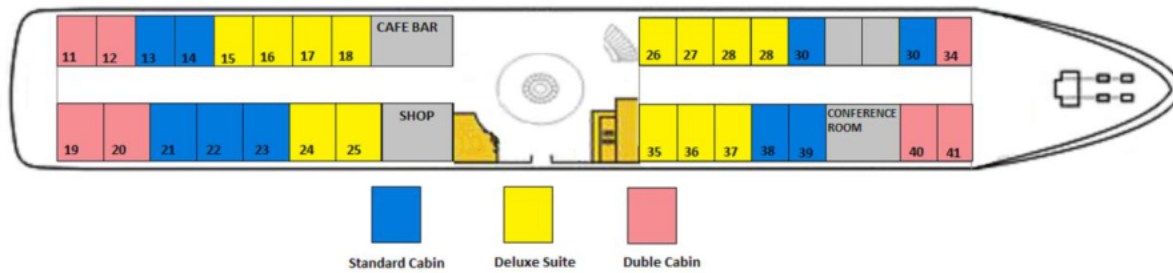 CAFE BAR
11 12 13 14 15 16 17 18
26 27 28 28 30 30 34
SHOP
CONFERENCE
ROOM
19 20 21 22 23 24 25
35 36 37 38 39 40 41
Standard Cabin Deluxe Suite Duble Cabin